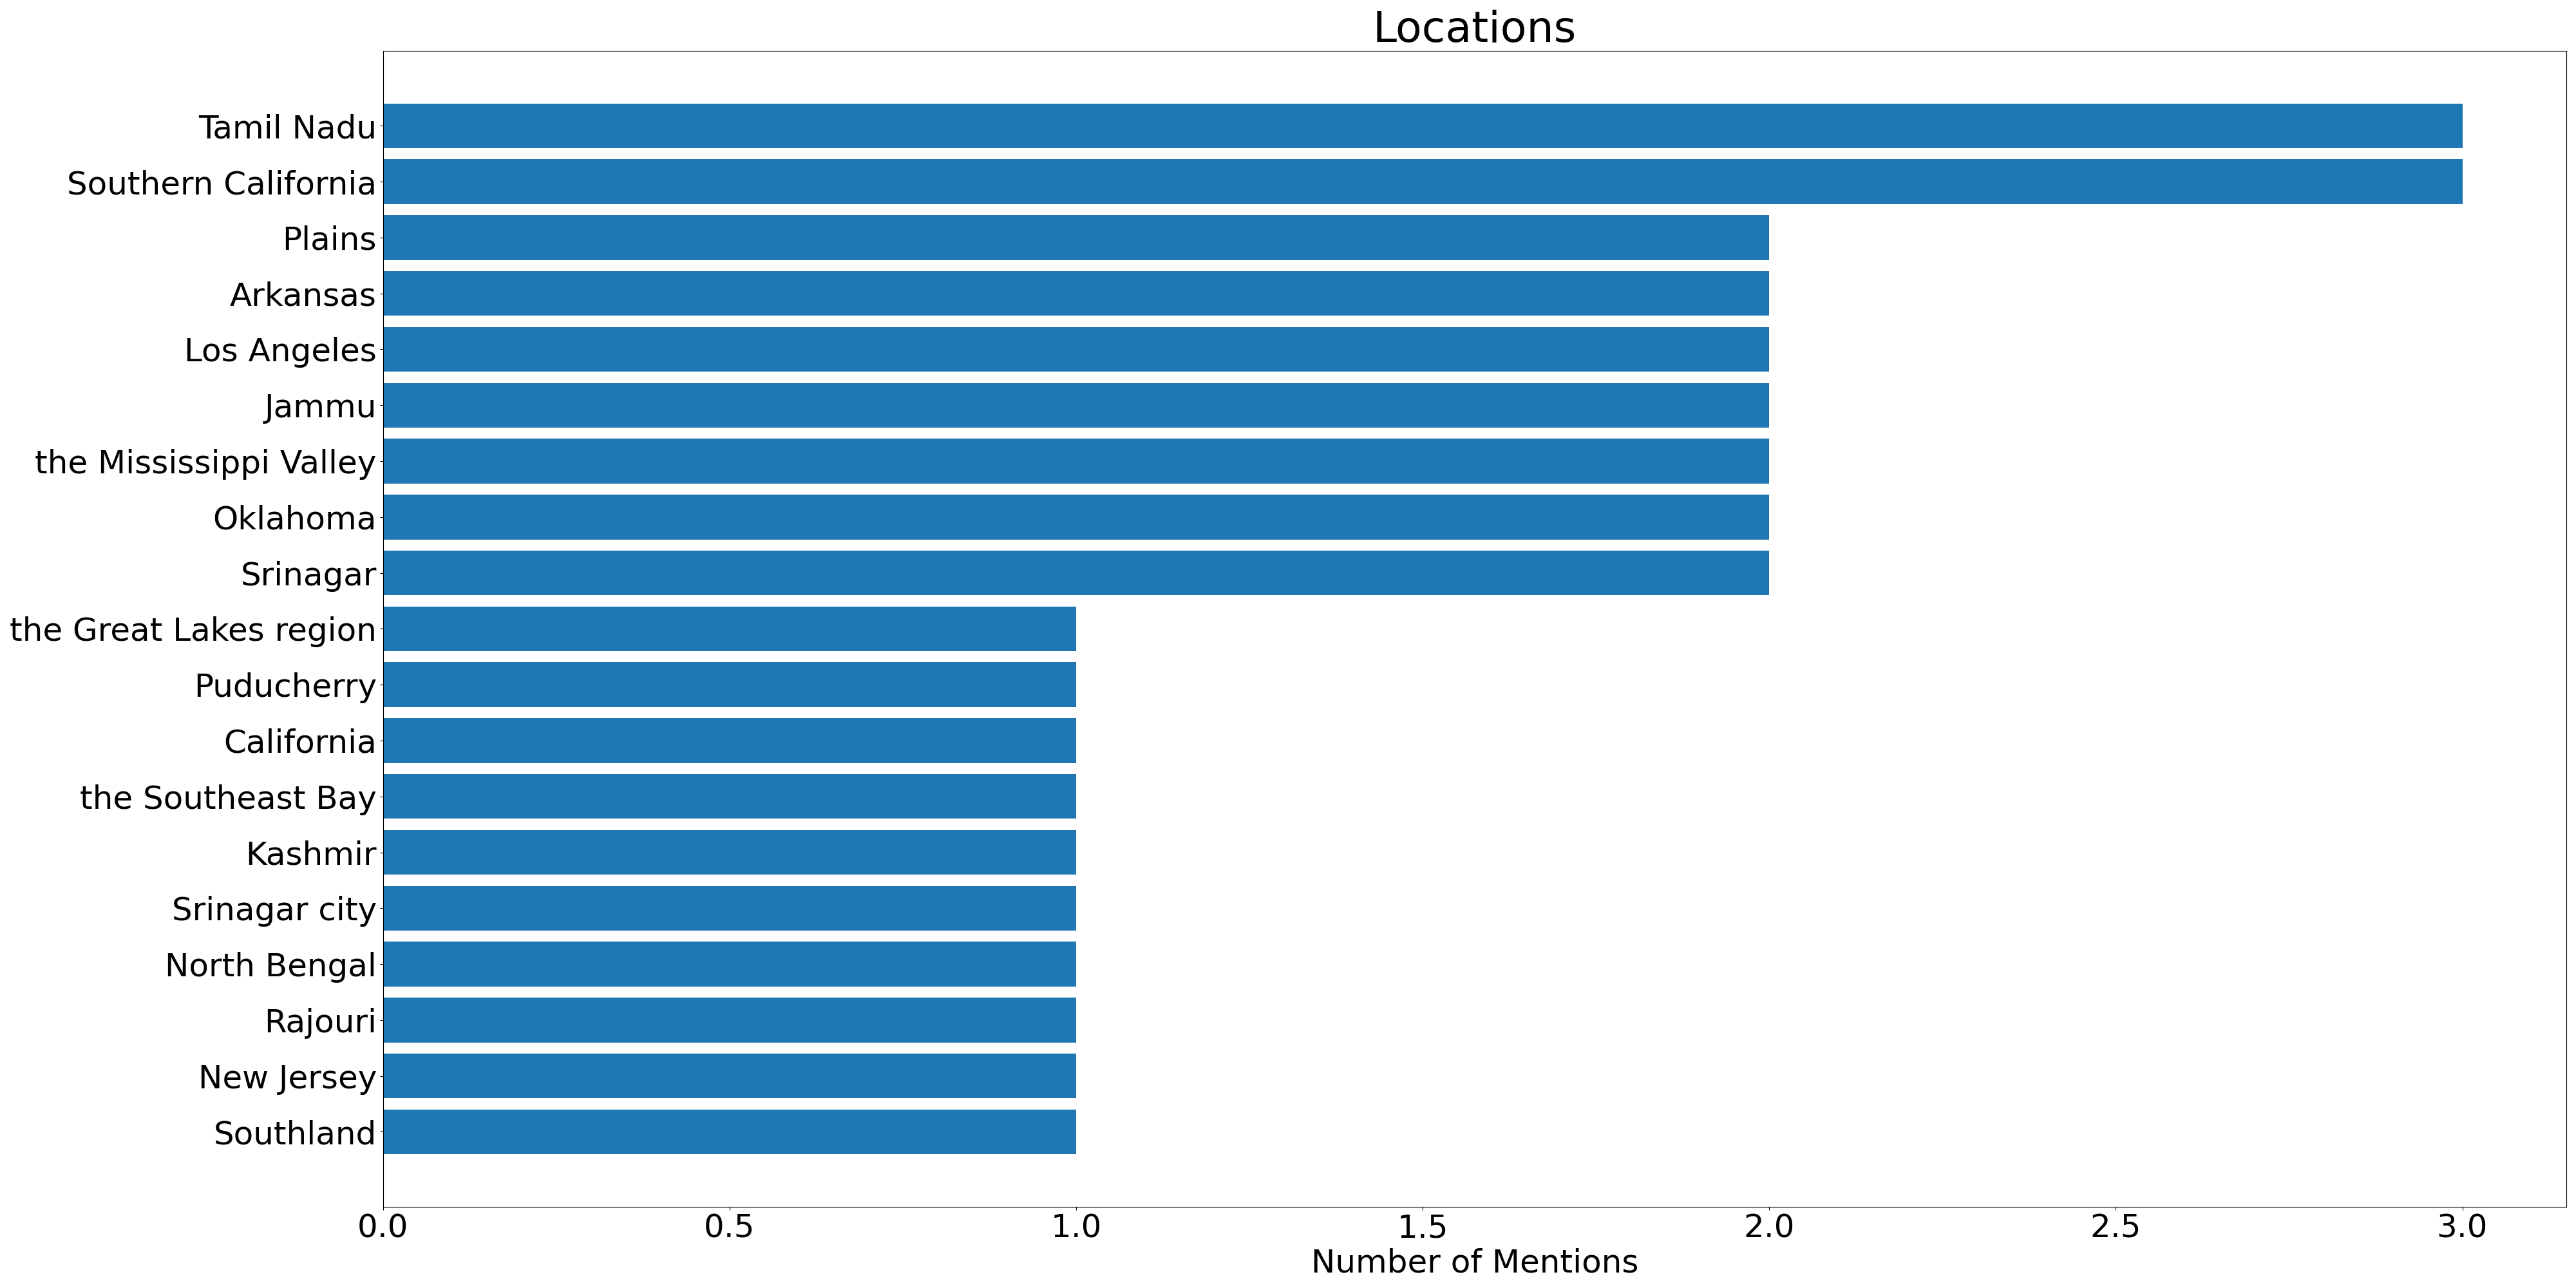 Locations
Tamil Nadu
Southern California
Plains
Arkansas
Los Angeles
Jammu
the Mississippi Valley
Oklahoma
Srinagar
the Great Lakes region
Puducherry
California
the Southeast Bay
Kashmir
Srinagar city
North Bengal
Rajouri
New Jersey
Southland
0.0 0.5 1.0 1.5 2.0 2.5 3.0
Number of Mentions